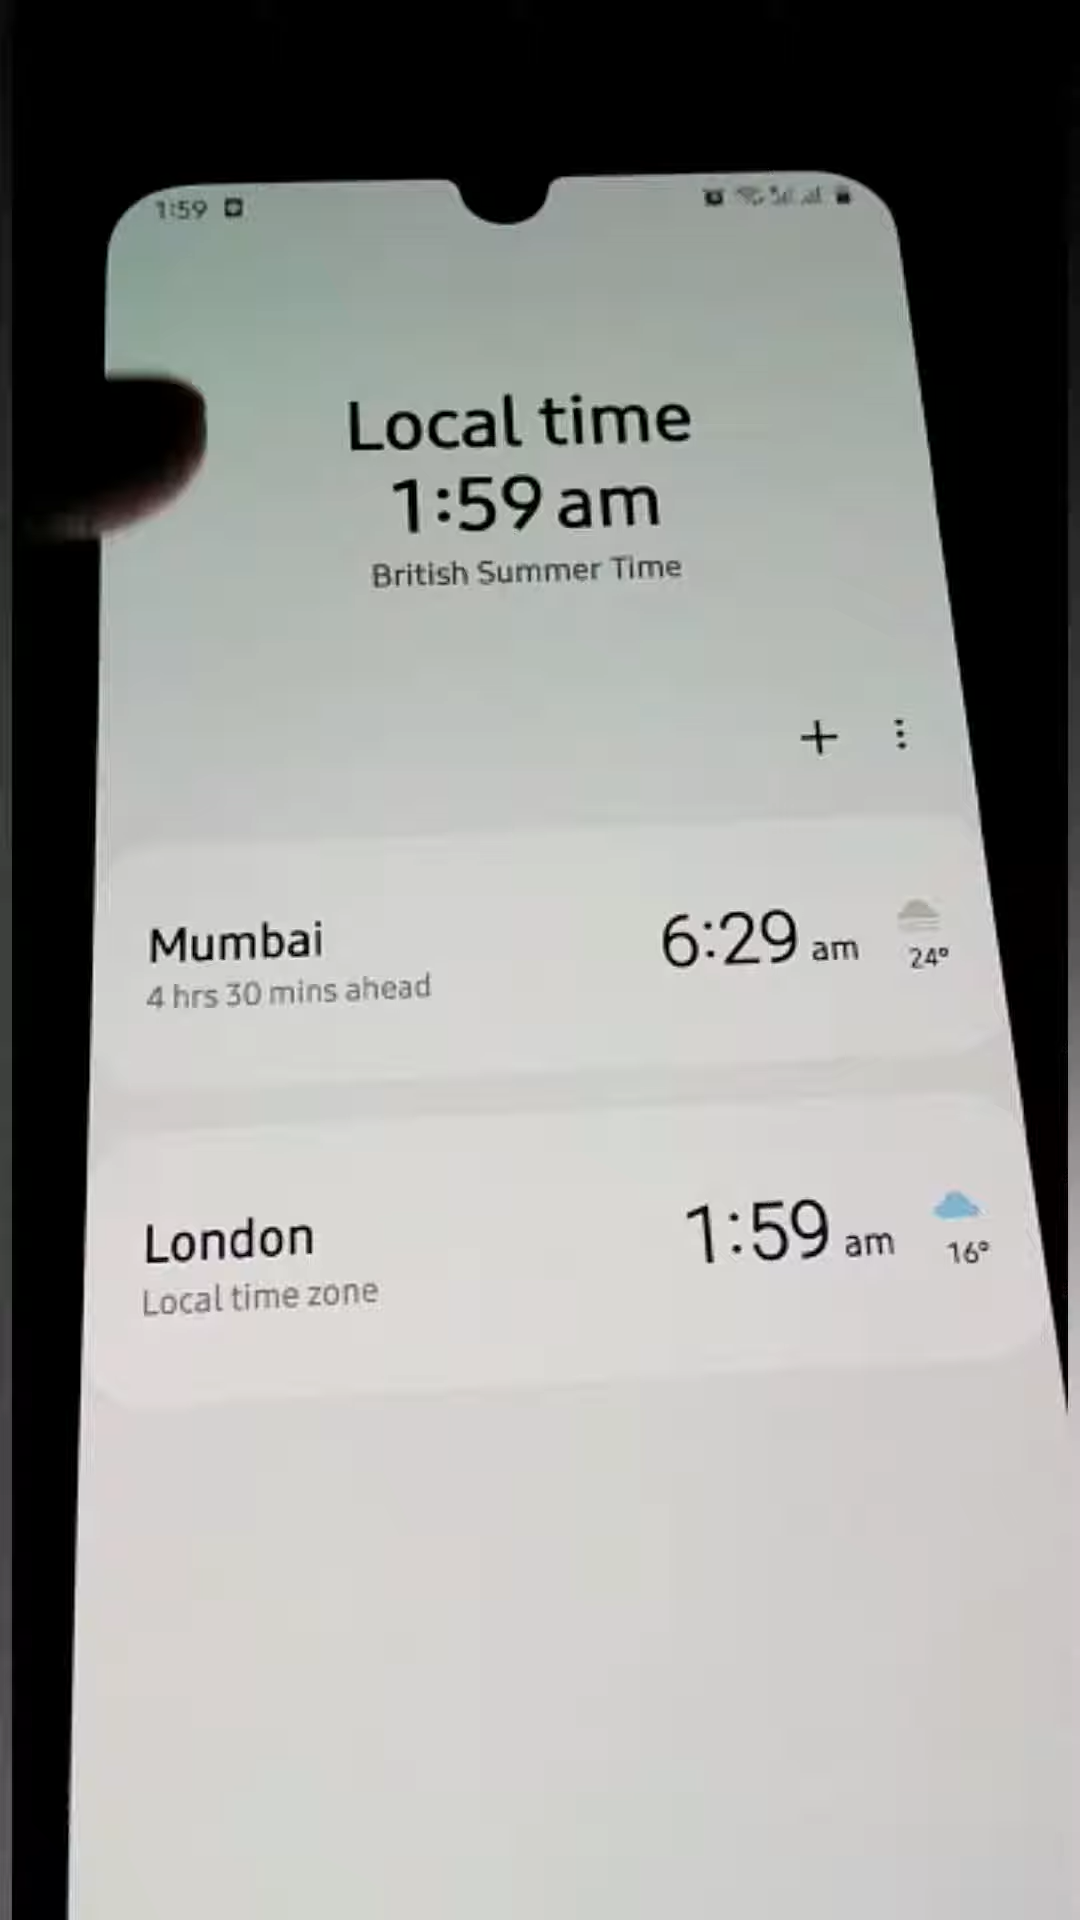 1:59
Local time
1:59 am
British Summer Time
Mumbai
6:29 am
24°
4 hrs 30 mins ahead
London
1:59 am
16°
Local time zone